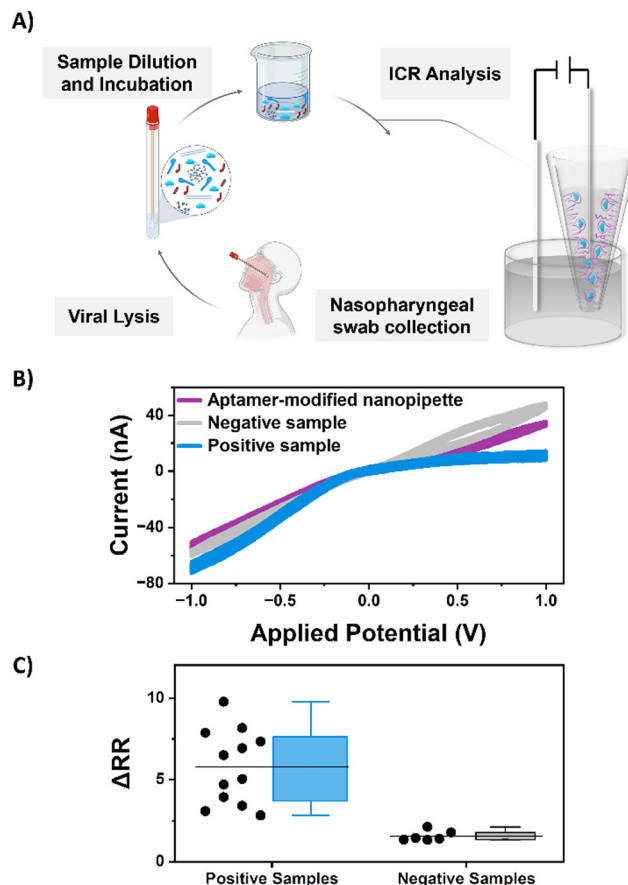 A)
Sample Dilution
and Incubation
ICR Analysis
Viral Lysis
Nasopharyngeal
swab collection
B)
Aptamer-modified nanopipette
Negative sample
Positive sample
40
0
−40
−80
Current (nA)
−1.0
−0.5
0.0
0.5
1.0
Applied Potential (V)
C)
10
5
0
ΔRR
Positive Samples
Negative Samples